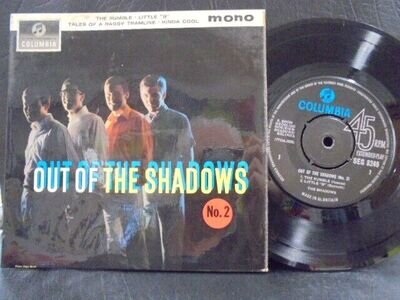 THE RUMBLE · LITTLE "B"
TALES OF A RAGGY TRAMLINE · KINDA COOL
mono
COLUMBIA
OUT OF THE SHADOWS
No. 2
COLUMBIA
45
RPM
EXTENDED PLAY
SEG 8249
OUT OF THE SHADOWS (No. 2)
1. THE RUMBLE
2. LITTLE "B"
THE SHADOWS
MADE IN GT. BRITAIN